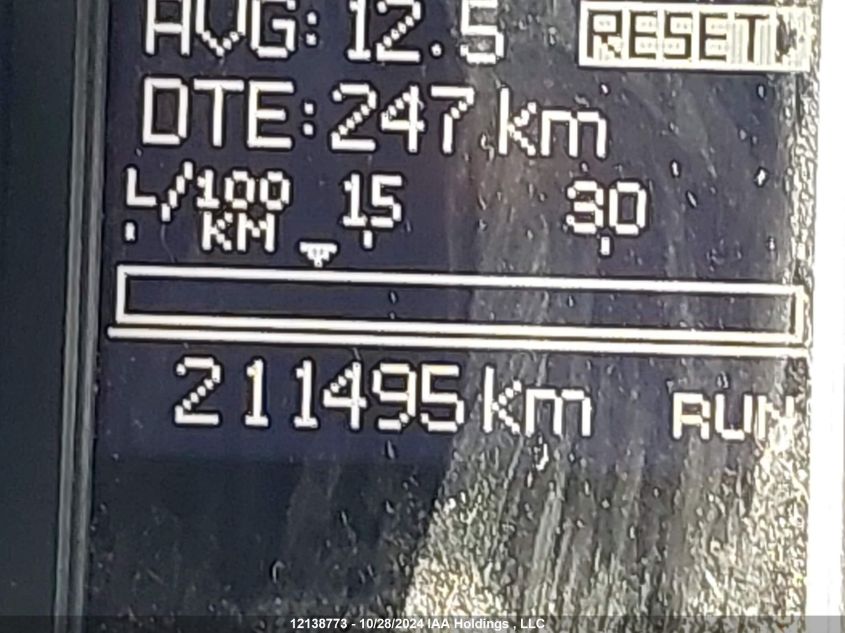 AVG: 12.5 RESET
DTE:247 km
L/100 15 30
KM
211495 km RUN
12138773 - 10/28/2024 IAA Holdings , LLC